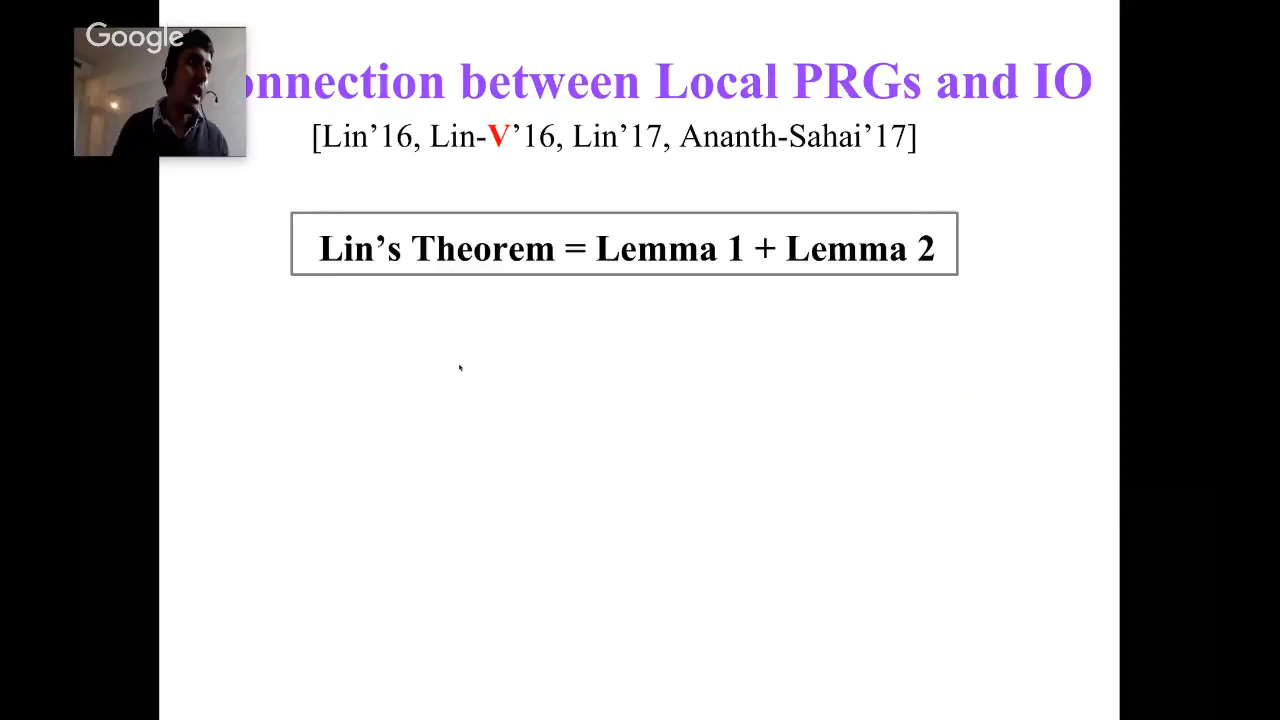 Google
onnection between Local PRGs and IO
[Lin’16, Lin-V’16, Lin’17, Ananth-Sahai’17]
Lin’s Theorem = Lemma 1 + Lemma 2